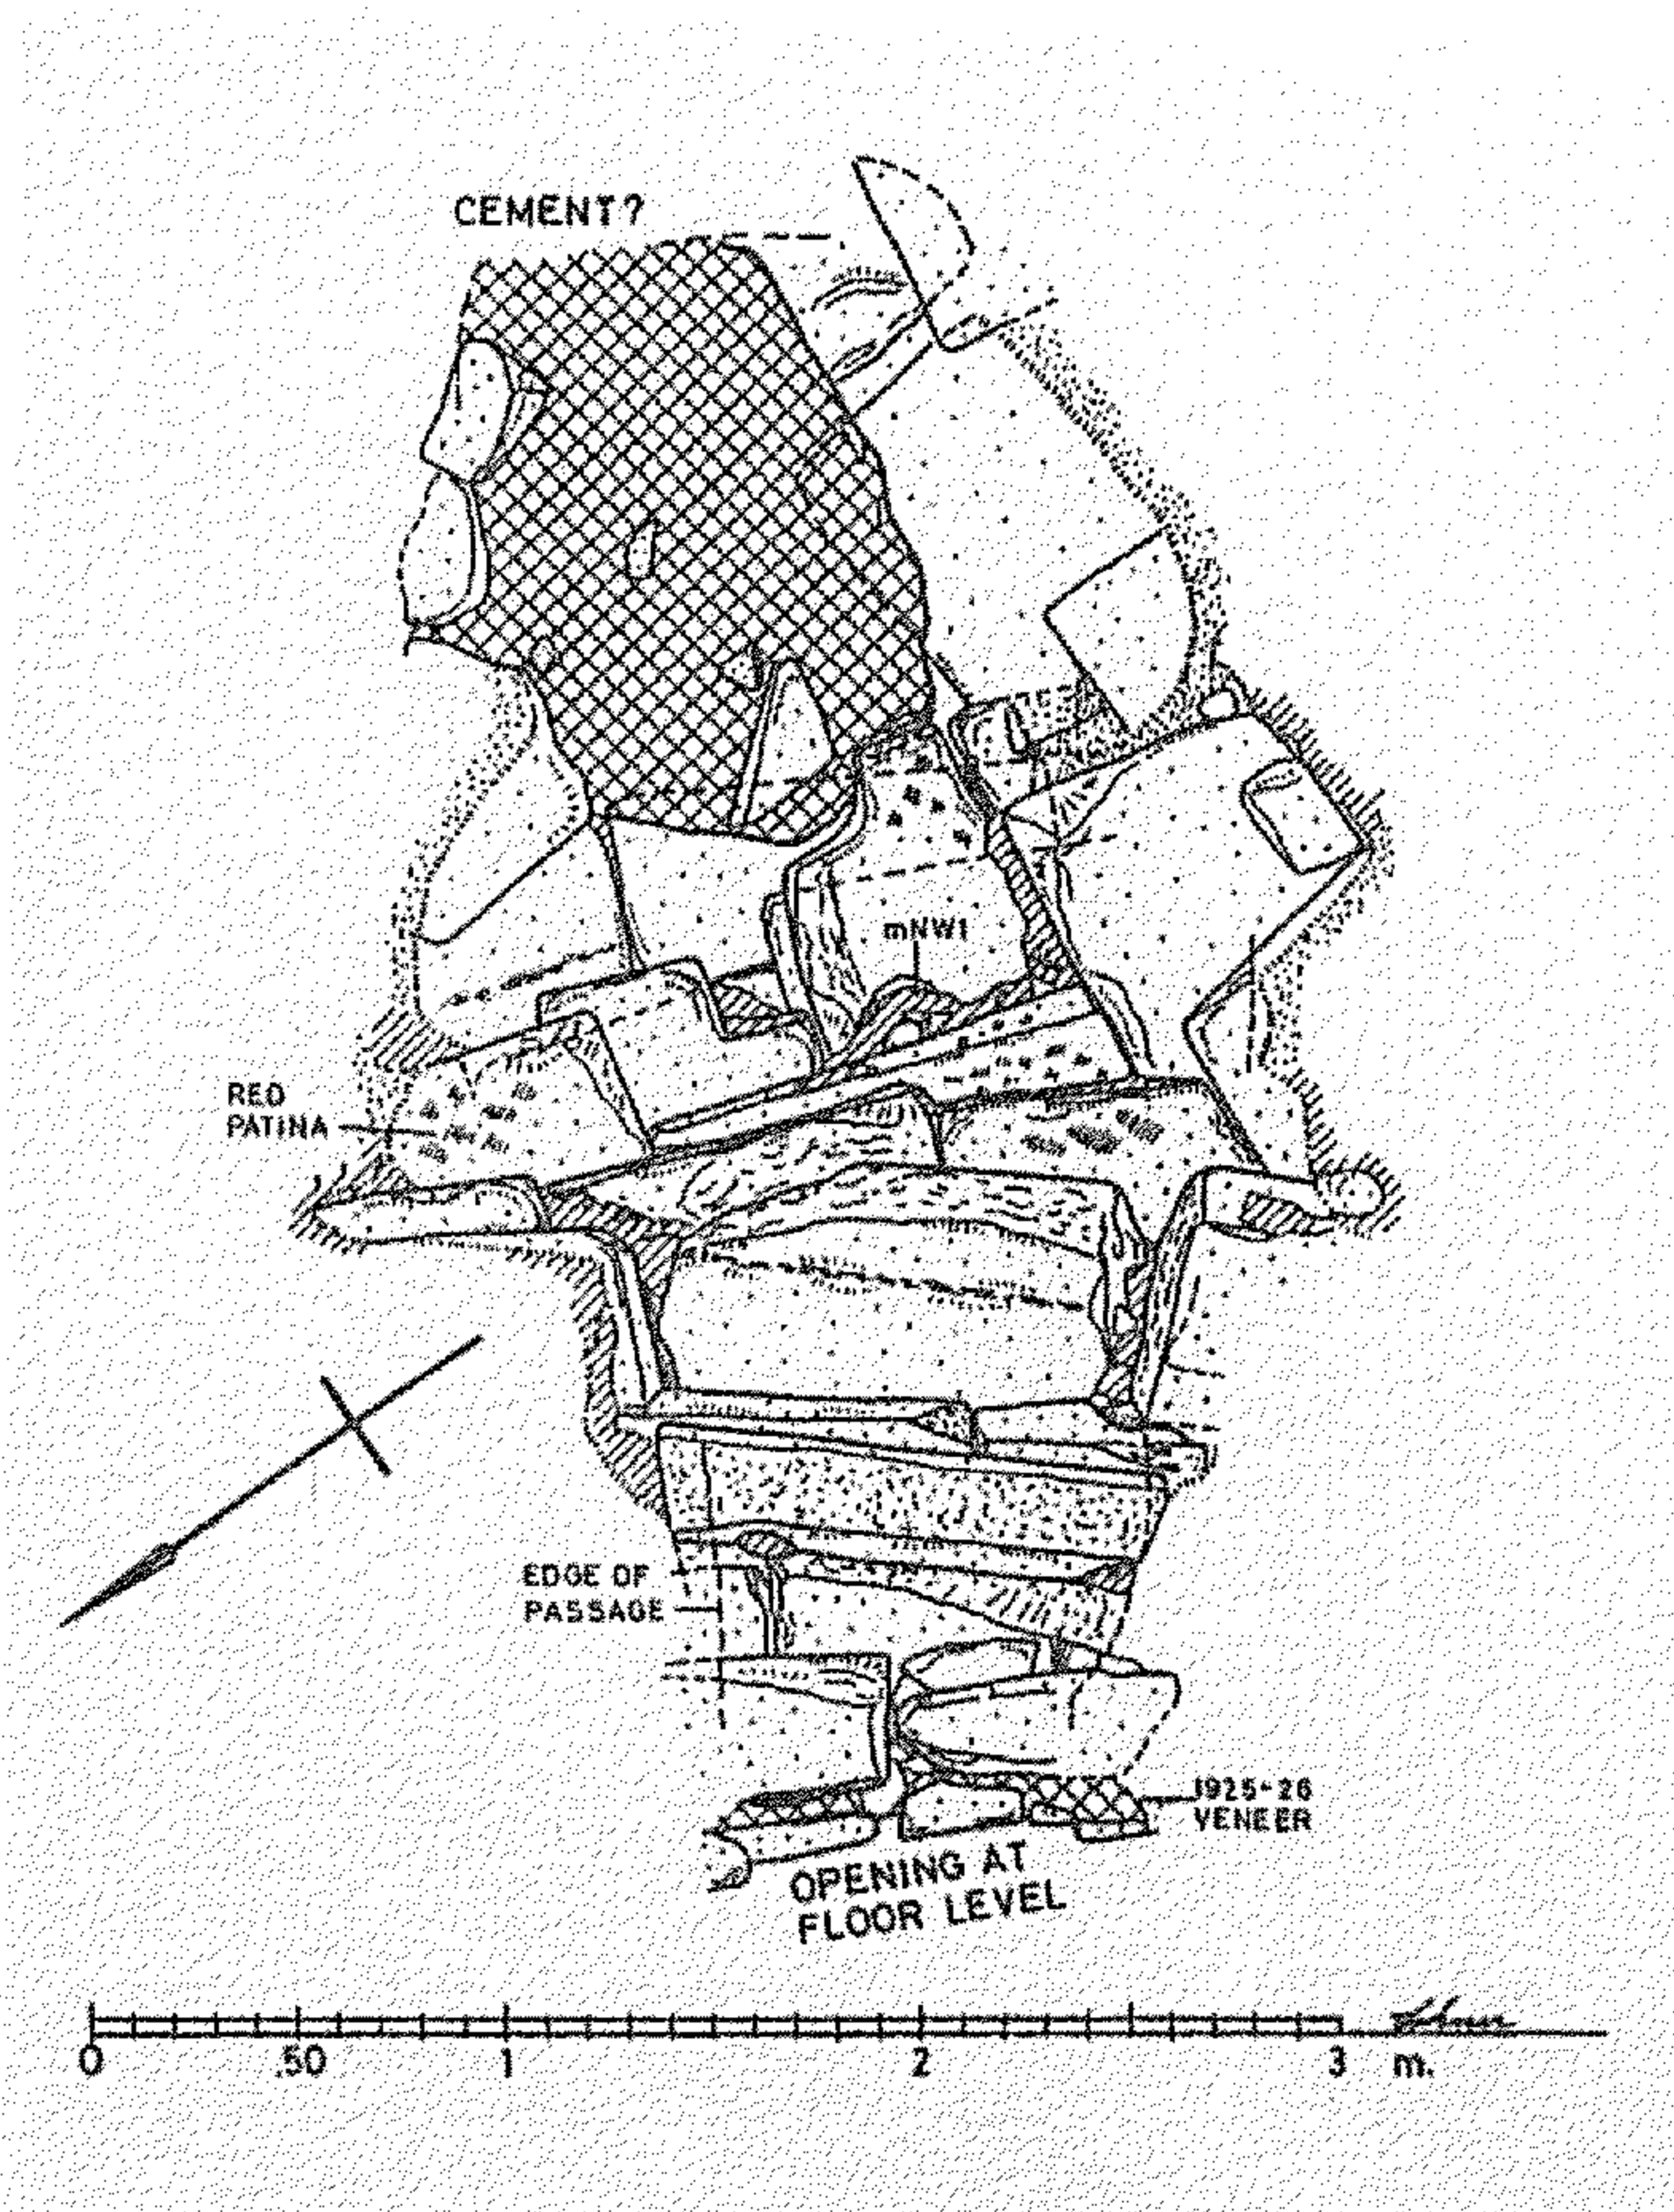 CEMENT?
mNW1
RED
PATINA
EDGE OF
PASSAGE
1925-26
VENEER
OPENING AT
FLOOR LEVEL
0 .50 1 2 3 m.